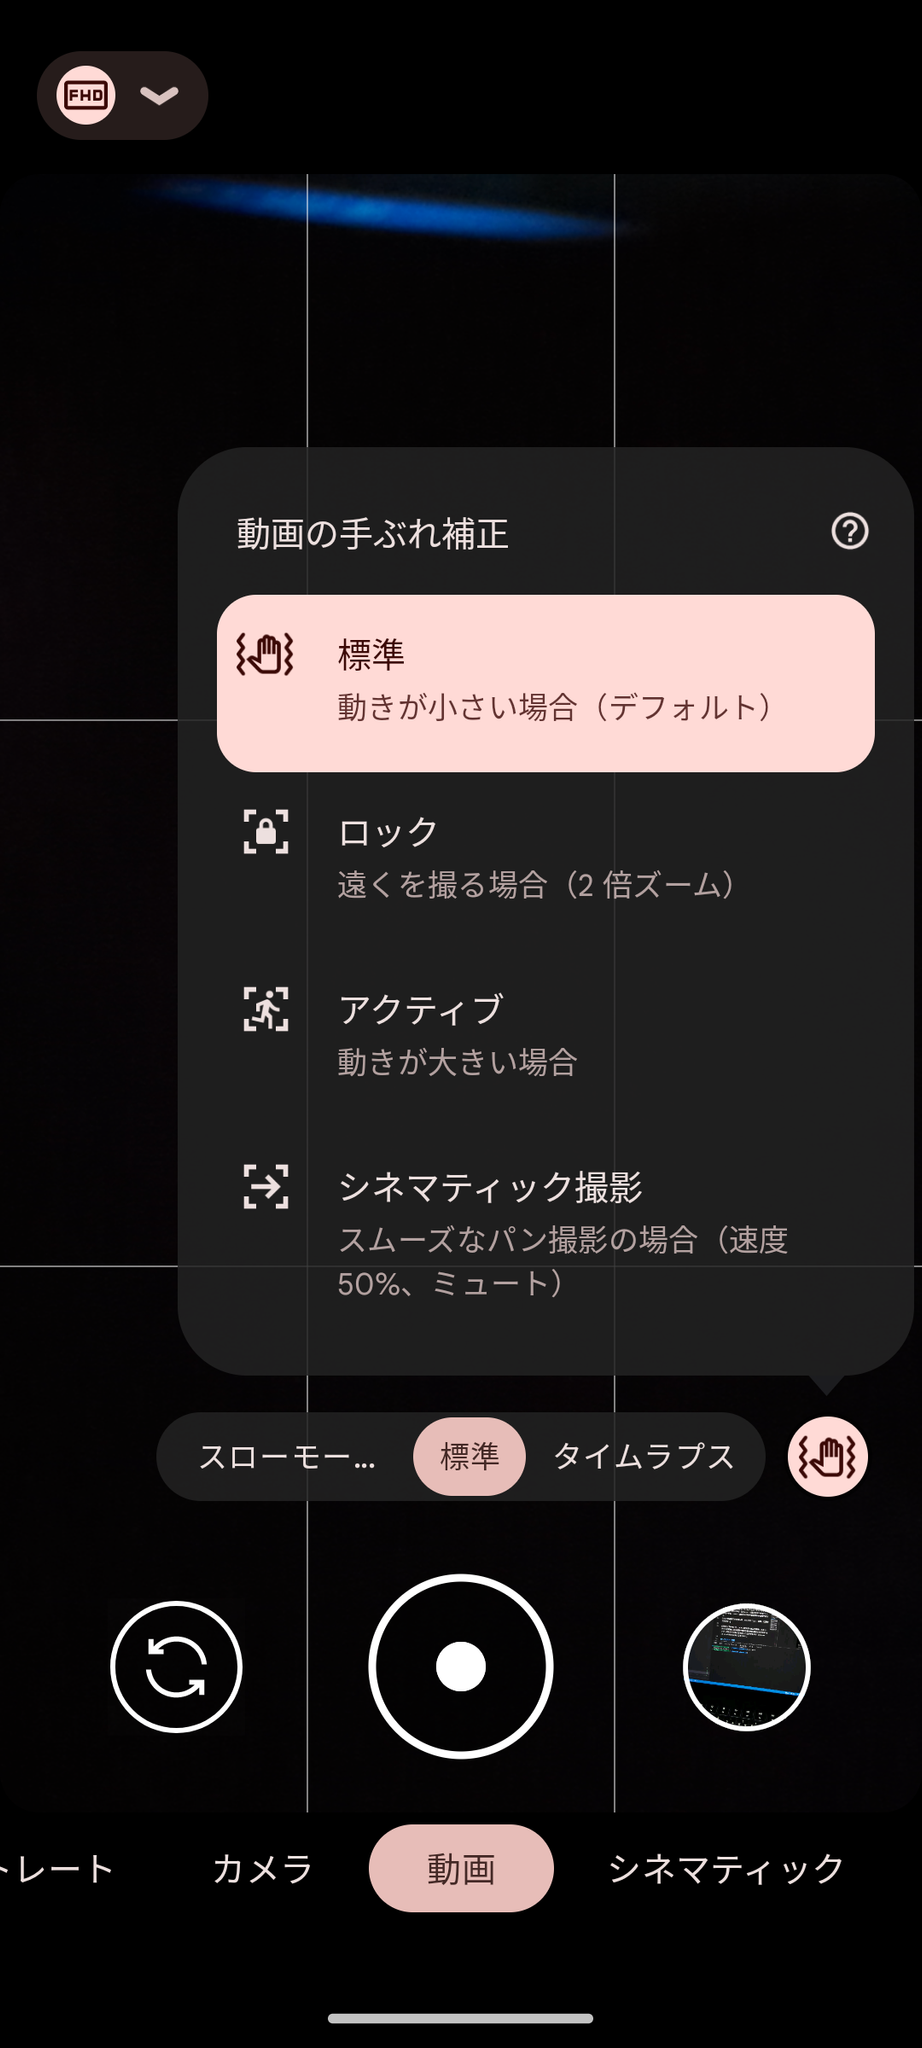 FHD
動画の手ぶれ補正
標準
動きが小さい場合（デフォルト）
ロック
遠くを撮る場合（2 倍ズーム）
アクティブ
動きが大きい場合
シネマティック撮影
スムーズなパン撮影の場合（速度
50%、ミュート）
スローモー...
標準
タイムラプス
トレート
カメラ
動画
シネマティック